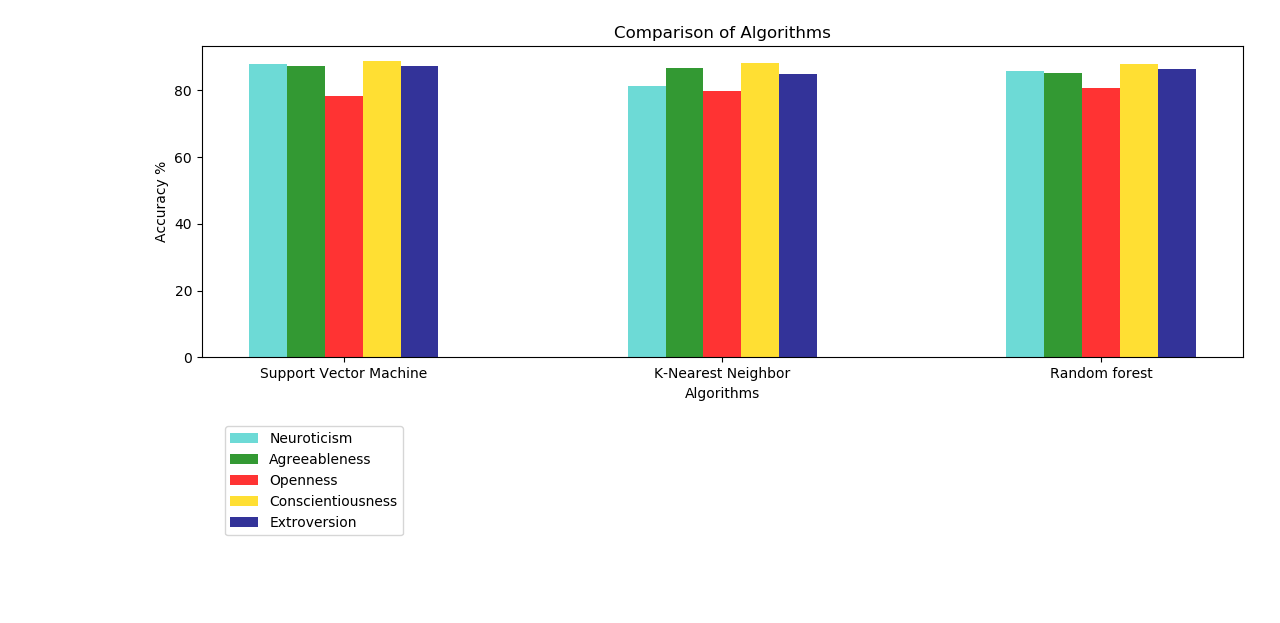 Comparison of Algorithms
80
60
40
20
0
Accuracy %
Support Vector Machine
K-Nearest Neighbor
Random forest
Algorithms
Neuroticism
Agreeableness
Openness
Conscientiousness
Extroversion